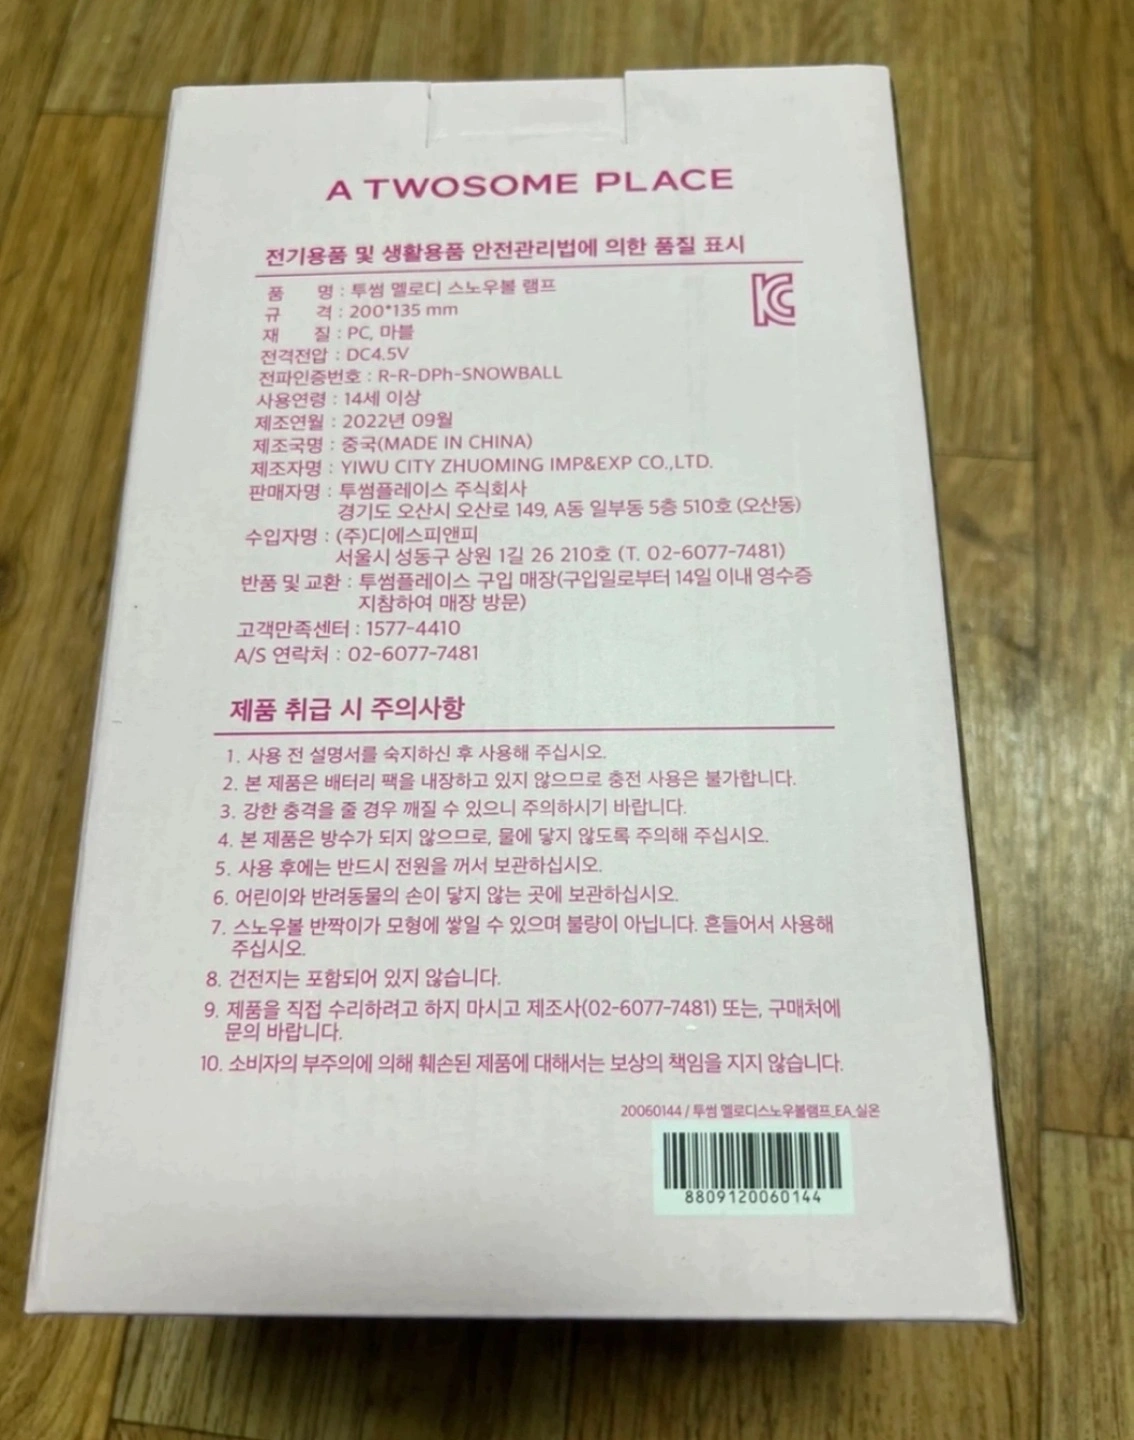 A TWOSOME PLACE
전기용품 및 생활용품 안전관리법에 의한 품질 표시
품 명 : 투썸 멜로디 스노우볼 램프
규 격 : 200*135 mm
재 질 : PC, 마블
전격전압 : DC4.5V
전파인증번호 : R-R-DPh-SNOWBALL
사용연령 : 14세 이상
제조연월 : 2022년 09월
제조국명 : 중국(MADE IN CHINA)
제조자명 : YIWU CITY ZHUOMING IMP&EXP CO.,LTD.
판매자명 : 투썸플레이스 주식회사
경기도 오산시 오산로 149, A동 일부동 5층 510호 (오산동)
수입자명 : (주)디에스피앤피
서울시 성동구 상원 1길 26 210호 (T. 02-6077-7481)
반품 및 교환 : 투썸플레이스 구입 매장(구입일로부터 14일 이내 영수증
지참하여 매장 방문)
고객만족센터 : 1577-4410
A/S 연락처 : 02-6077-7481
제품 취급 시 주의사항
1. 사용 전 설명서를 숙지하신 후 사용해 주십시오.
2. 본 제품은 배터리 팩을 내장하고 있지 않으므로 충전 사용은 불가합니다.
3. 강한 충격을 줄 경우 깨질 수 있으니 주의하시기 바랍니다.
4. 본 제품은 방수가 되지 않으므로, 물에 닿지 않도록 주의해 주십시오.
5. 사용 후에는 반드시 전원을 꺼서 보관하십시오.
6. 어린이와 반려동물의 손이 닿지 않는 곳에 보관하십시오.
7. 스노우볼 반짝이가 모형에 쌓일 수 있으며 불량이 아닙니다. 흔들어서 사용해
주십시오.
8. 건전지는 포함되어 있지 않습니다.
9. 제품을 직접 수리하려고 하지 마시고 제조사(02-6077-7481) 또는, 구매처에
문의 바랍니다.
10. 소비자의 부주의에 의해 훼손된 제품에 대해서는 보상의 책임을 지지 않습니다.
20060144 / 투썸 멜로디스노우볼램프_EA_실온
8809120060144